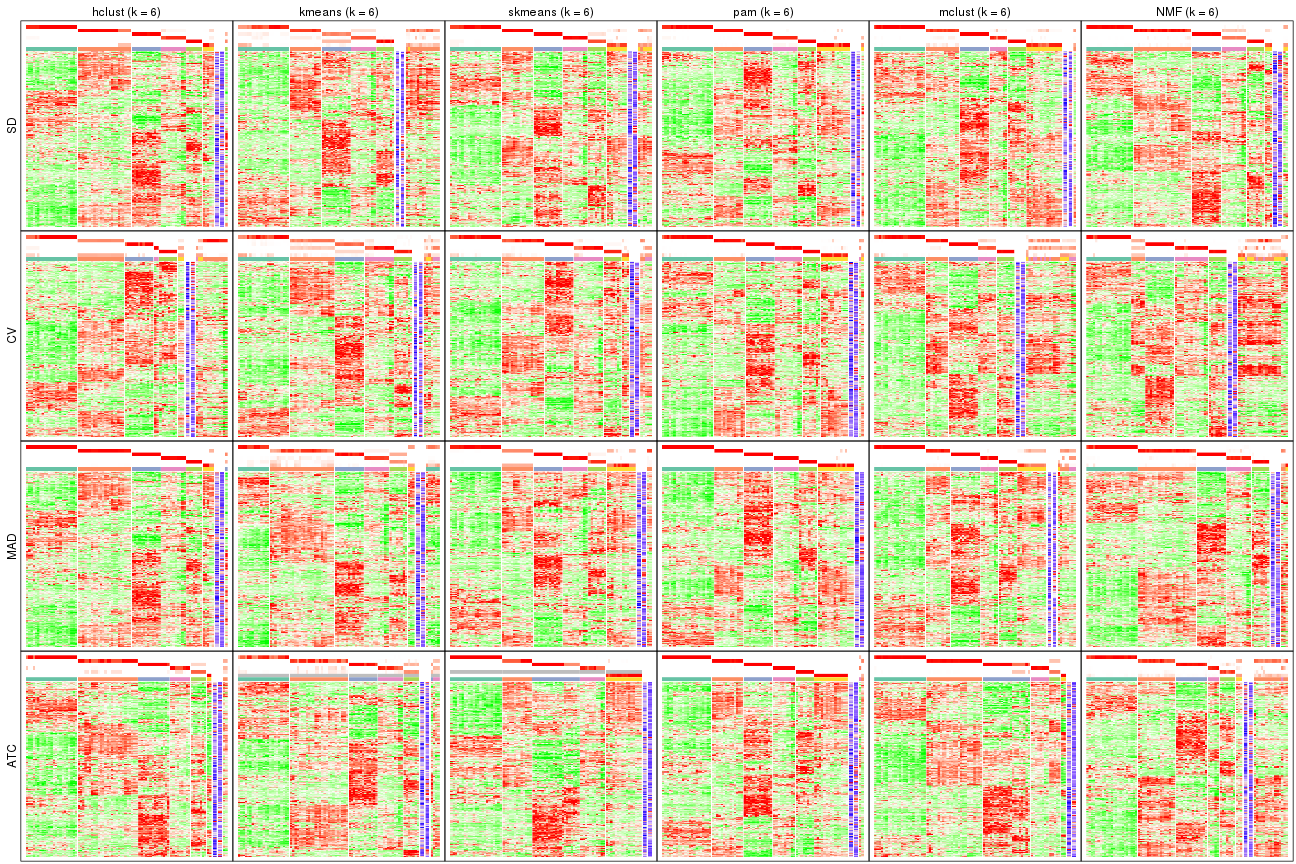 hclust (k = 6) kmeans (k = 6) skmeans (k = 6) pam (k = 6) mclust (k = 6) NMF (k = 6)
SD
CV
MAD
ATC